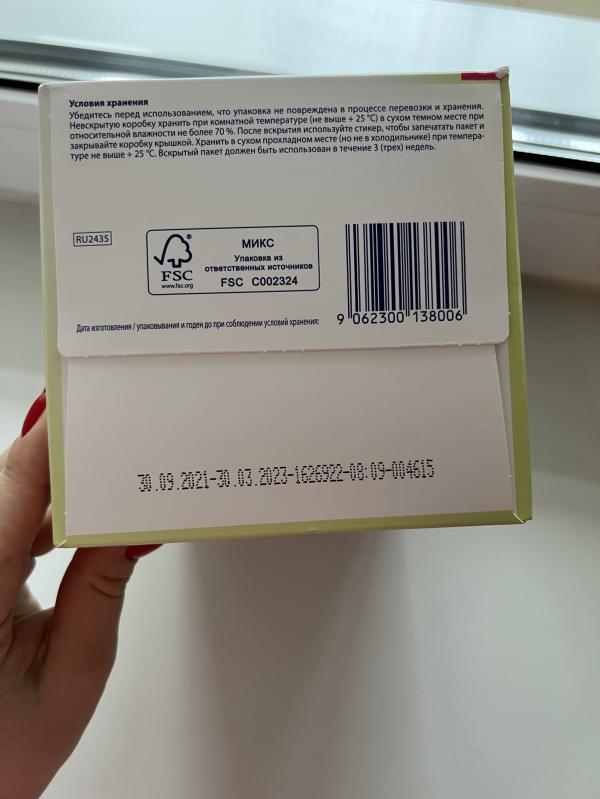 Условия хранения
Убедитесь перед использованием, что упаковка не повреждена в процессе перевозки и хранения.
Невскрытую коробку хранить при комнатной температуре (не выше + 25 °С) в сухом темном месте при
относительной влажности не более 70 %. После вскрытия используйте стикер, чтобы запечатать пакет и
закрывайте коробку крышкой. Хранить в сухом прохладном месте (но не в холодильнике) при темпера-
туре не выше + 25 °С. Вскрытый пакет должен быть использован в течение 3 (трех) недель.
RU2435
FSC
www.fsc.org
®
МИКС
Упаковка из
ответственных источников
FSC C002324
9 062300 138006
Дата изготовления / упаковывания и годен до при соблюдении условий хранения:
30.09.2021-30.03.2023-1626922-08:09-004615